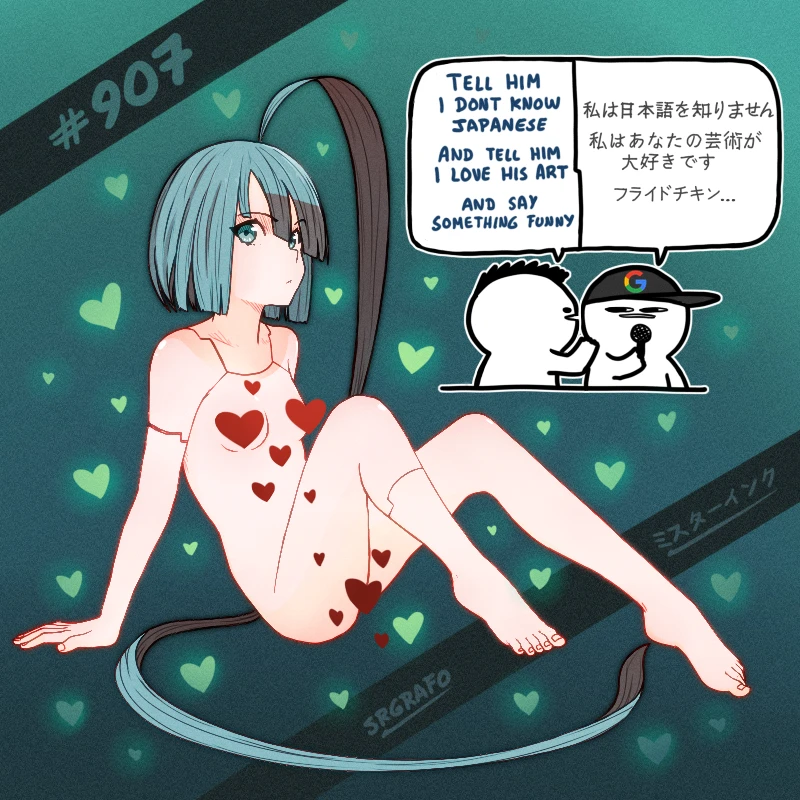 #907
TELL HIM
I DONT KNOW
JAPANESE
AND TELL HIM
I LOVE HIS ART
AND SAY
SOMETHING FUNNY
私は日本語を知りません
私はあなたの芸術が
大好きです
フライドチキン...
G
ミスターインク
SRGRAFO